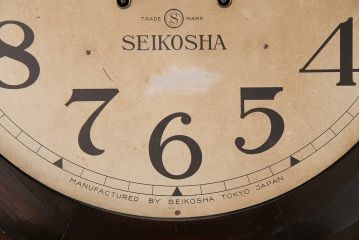 TRADE S MARK
SEIKOSHA
8 4
7 5
6
MANUFACTURED BY SEIKOSHA TOKYO JAPAN